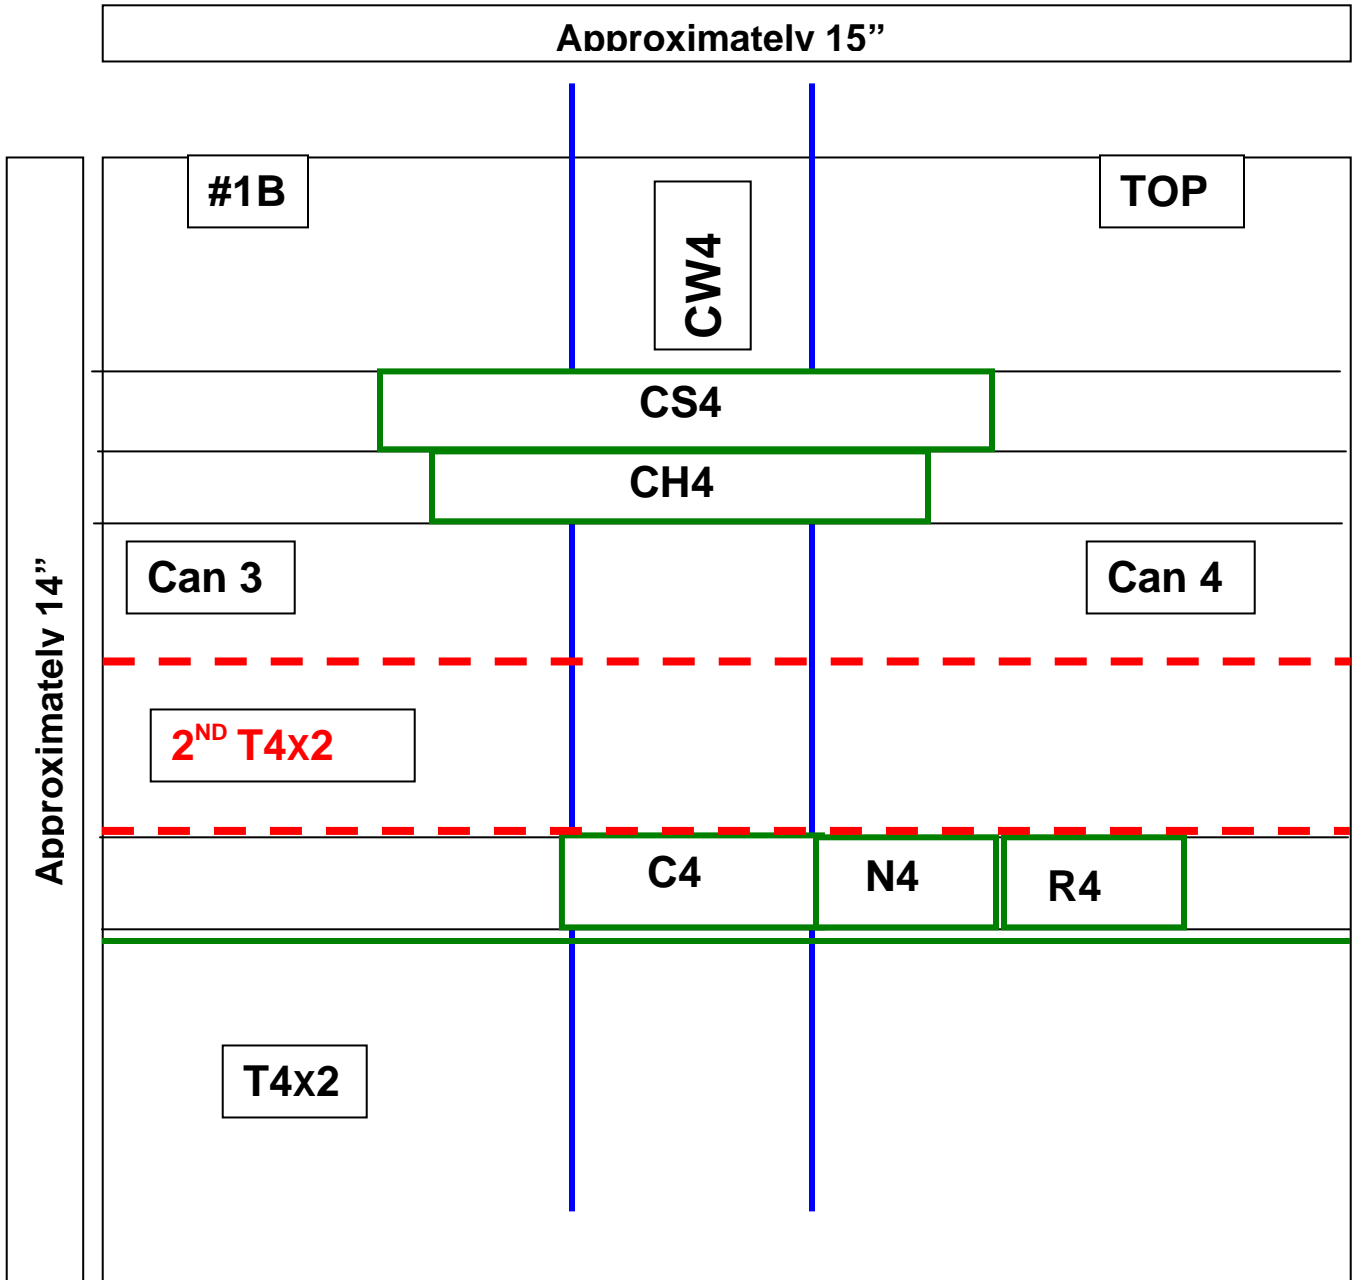 Approximately 15”
#1B
TOP
CW4
CS4
CH4
Approximately 14”
Can 3
Can 4
2ND T4x2
C4
N4
R4
T4x2